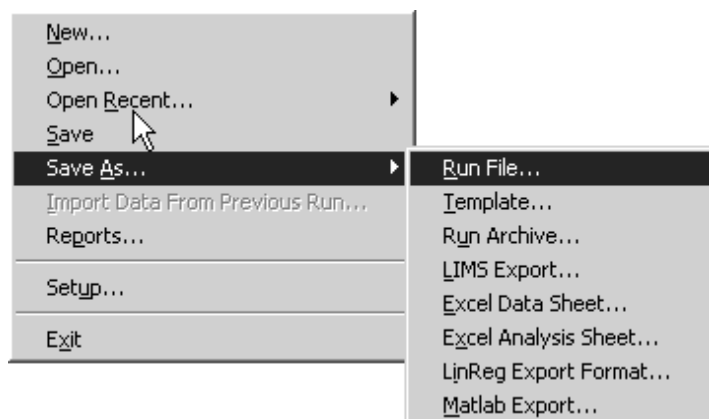 New...
Open...
Open Recent...
Save
Save As...
Import Data From Previous Run...
Reports...
Setup...
Exit
Run File...
Template...
Run Archive...
LIMS Export...
Excel Data Sheet...
Excel Analysis Sheet...
LinReg Export Format...
Matlab Export...